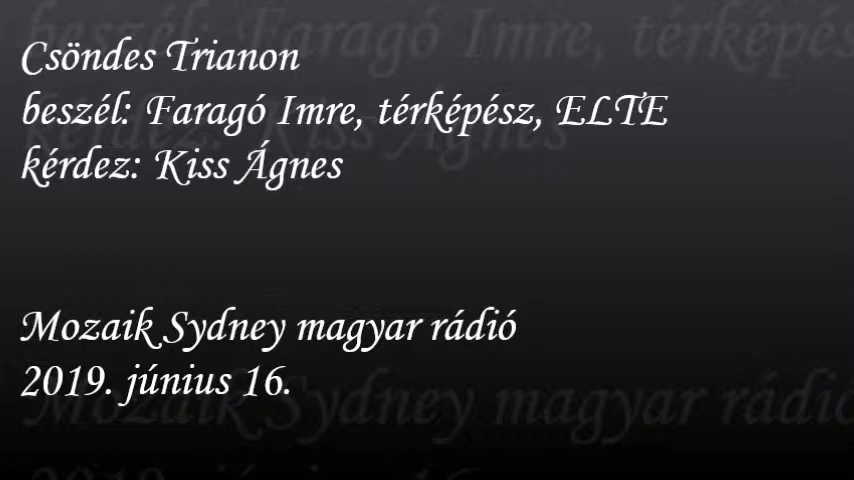 Csöndes Trianon
beszél: Faragó Imre, térképész, ELTE
kérdez: Kiss Ágnes
Mozaik Sydney magyar rádió
2019. június 16.